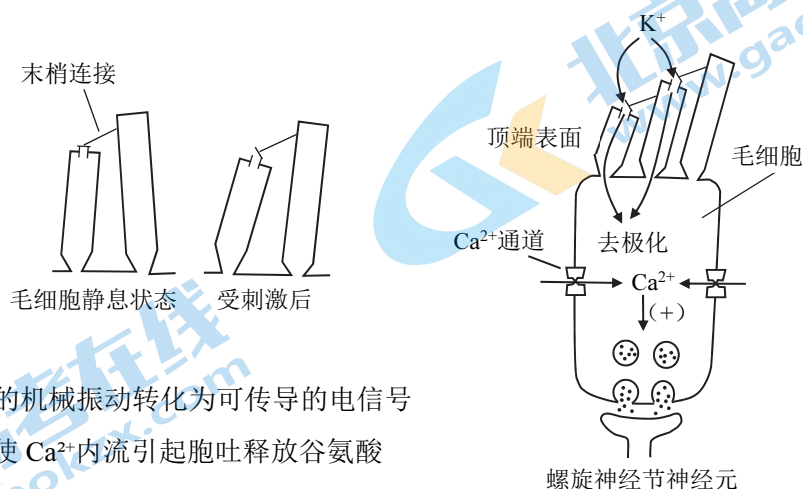 K⁺
末梢连接
顶端表面
毛细胞
Ca²⁺通道
去极化
Ca²⁺
(+)
毛细胞静息状态
受刺激后
的机械振动转化为可传导的电信号
使 Ca²⁺内流引起胞吐释放谷氨酸
螺旋神经节神经元